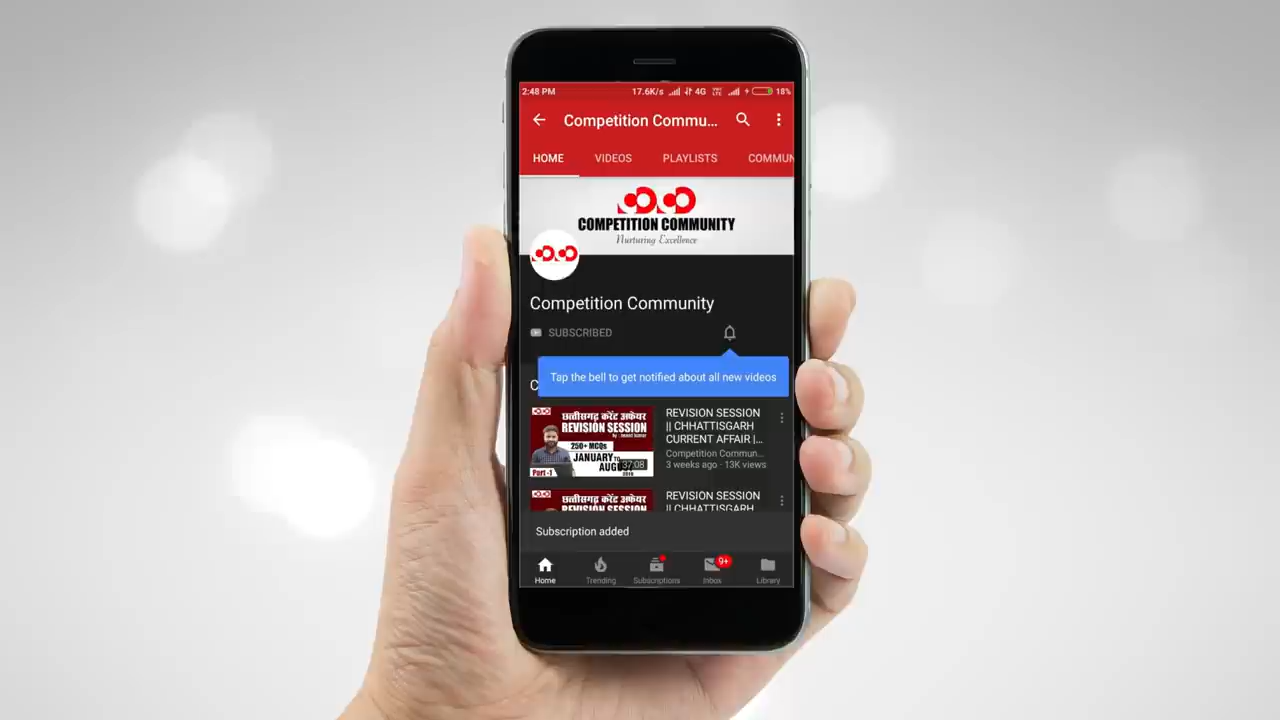 2:48 PM 17.6K/s 4G VoLTE 18%
Competition Commu...
HOME VIDEOS PLAYLISTS COMMUN
COMPETITION COMMUNITY
Nurturing Excellence
Competition Community
SUBSCRIBED
Tap the bell to get notified about all new videos
C
छत्तीसगढ़ करेंट अफेयर
REVISION SESSION
250+ MCQs
JANUARY TO
AUGU
37:08
Part -1
REVISION SESSION
|| CHHATTISGARH
CURRENT AFFAIR |...
Competition Commun...
3 weeks ago · 13K views
छत्तीसगढ़ करेंट अफेयर
REVISION SESSION
REVISION SESSION
|| CHHATTISGARH
Subscription added
9+
Home Trending Subscriptions Inbox Library